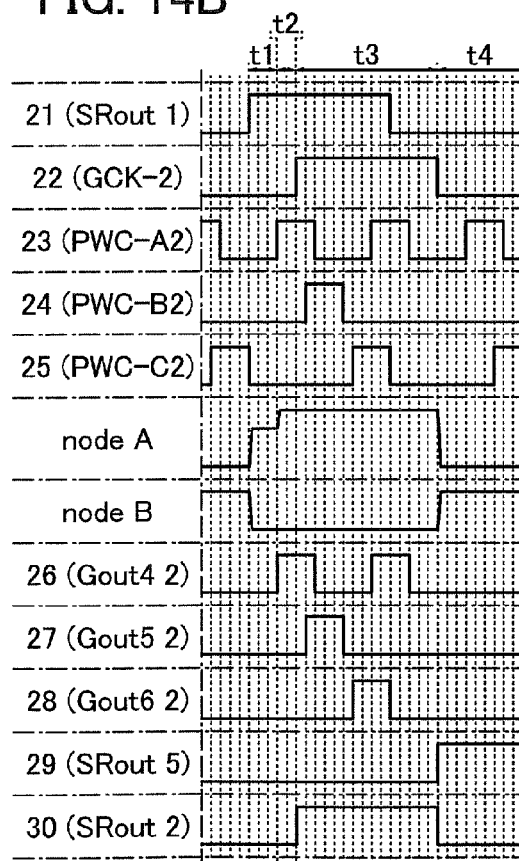 FIG. 14B
t2
t1 t3 t4
21 (SRout 1)
22 (GCK-2)
23 (PWC-A2)
24 (PWC-B2)
25 (PWC-C2)
node A
node B
26 (Gout4 2)
27 (Gout5 2)
28 (Gout6 2)
29 (SRout 5)
30 (SRout 2)